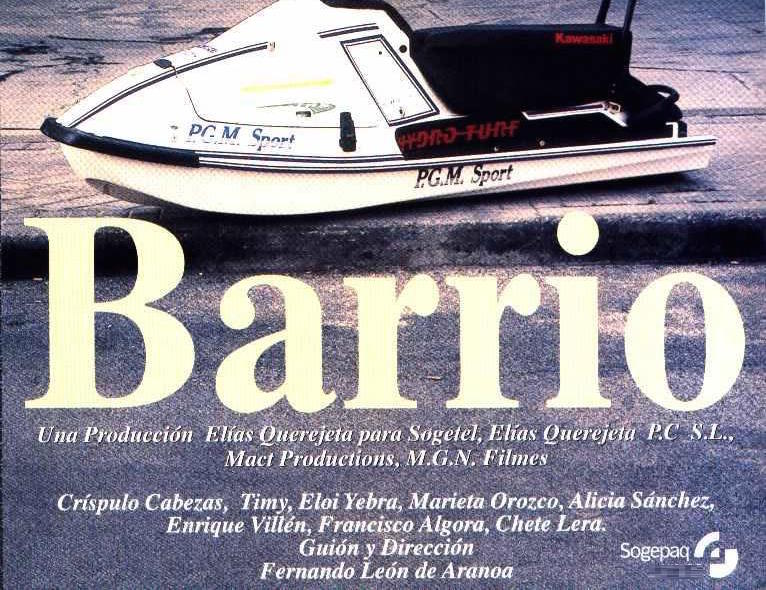 Kawasaki
P.G.M. Sport
HYDRO-TURF
P.G.M. Sport
Barrio
Una Producción Elías Querejeta para Sogetel, Elías Querejeta P.C S.L.,
Mact Productions, M.G.N. Filmes
Críspulo Cabezas, Timy, Eloi Yebra, Marieta Orozco, Alicia Sánchez,
Enrique Villén, Francisco Algora, Chete Lera.
Guión y Dirección
Fernando León de Aranoa
Sogepaq